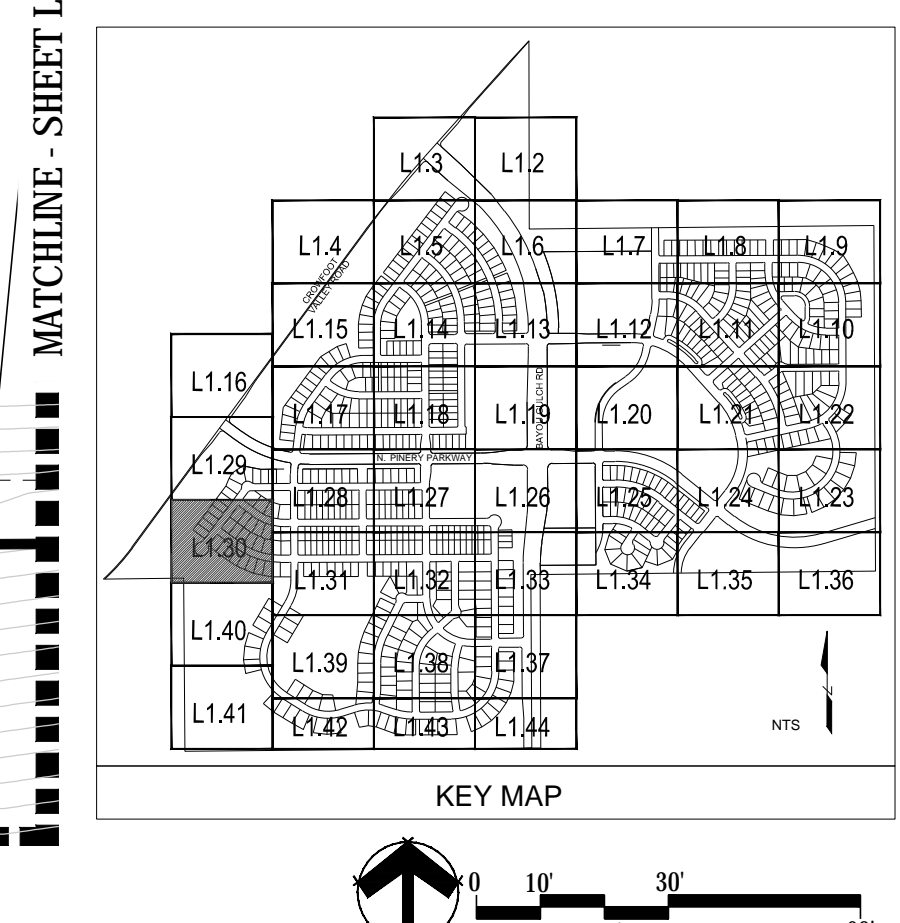 MATCHLINE - SHEET L
L1.3 L1.2
L1.4 L1.5 L1.6 L1.7 L1.8 L1.9
CROWFOOT
VALLEY ROAD
L1.15 L1.14 L1.13 L1.12 L1.11 L1.10
L1.16
L1.17 L1.18 L1.19 L1.20 L1.21 L1.22
BAYOU GULCH RD
N. PINERY PARKWAY
L1.29
L1.28 L1.27 L1.26 L1.25 L1.24 L1.23
L1.30
L1.31 L1.32 L1.33 L1.34 L1.35 L1.36
L1.40
L1.39 L1.38 L1.37
L1.41
L1.42 L1.43 L1.44
NTS
KEY MAP
0 10' 30'